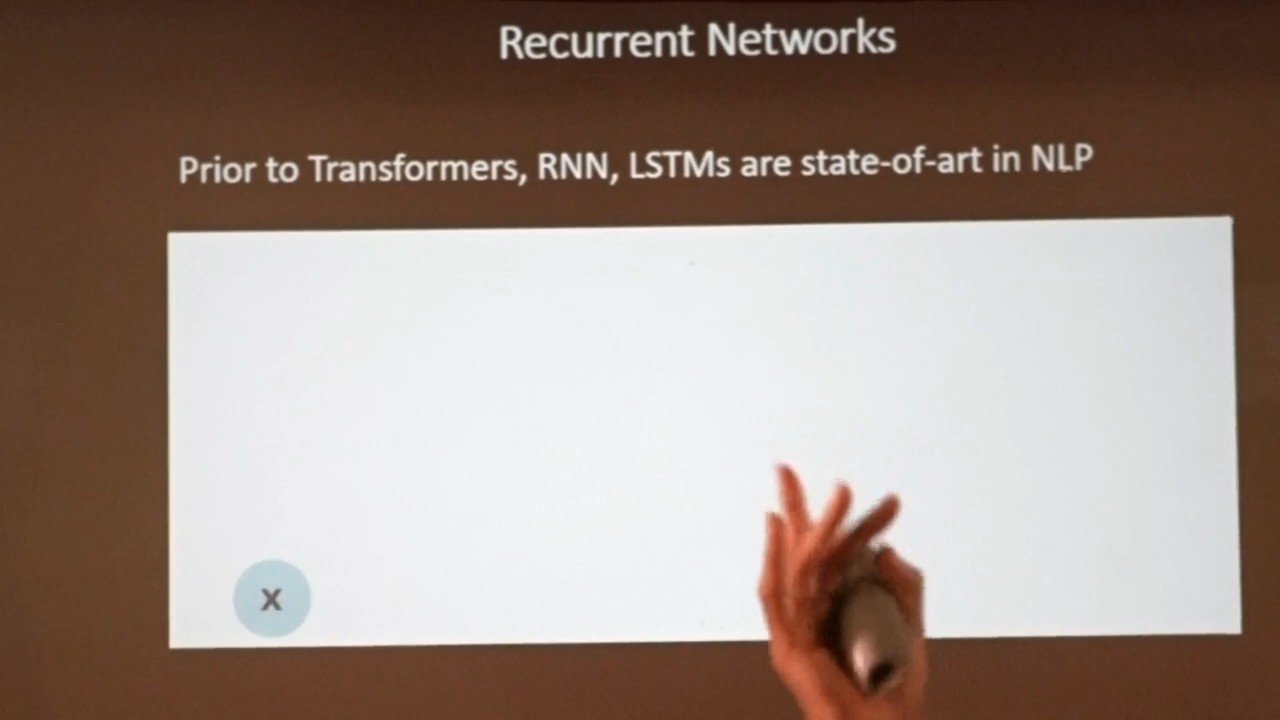 Recurrent Networks
Prior to Transformers, RNN, LSTMs are state-of-art in NLP
X